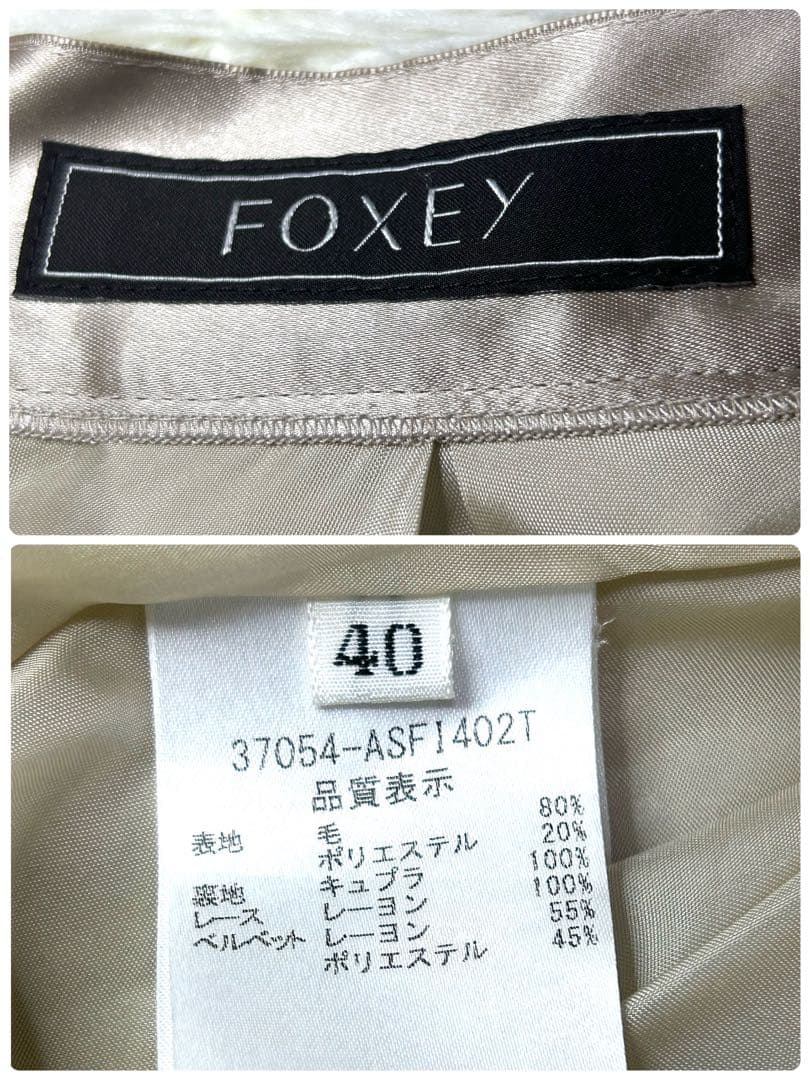 FOXEY
40
37054-ASFI402T
品質表示
表地 毛 80%
ポリエステル 20%
裏地 キュプラ 100%
レース レーヨン 100%
ベルベット レーヨン 55%
ポリエステル 45%